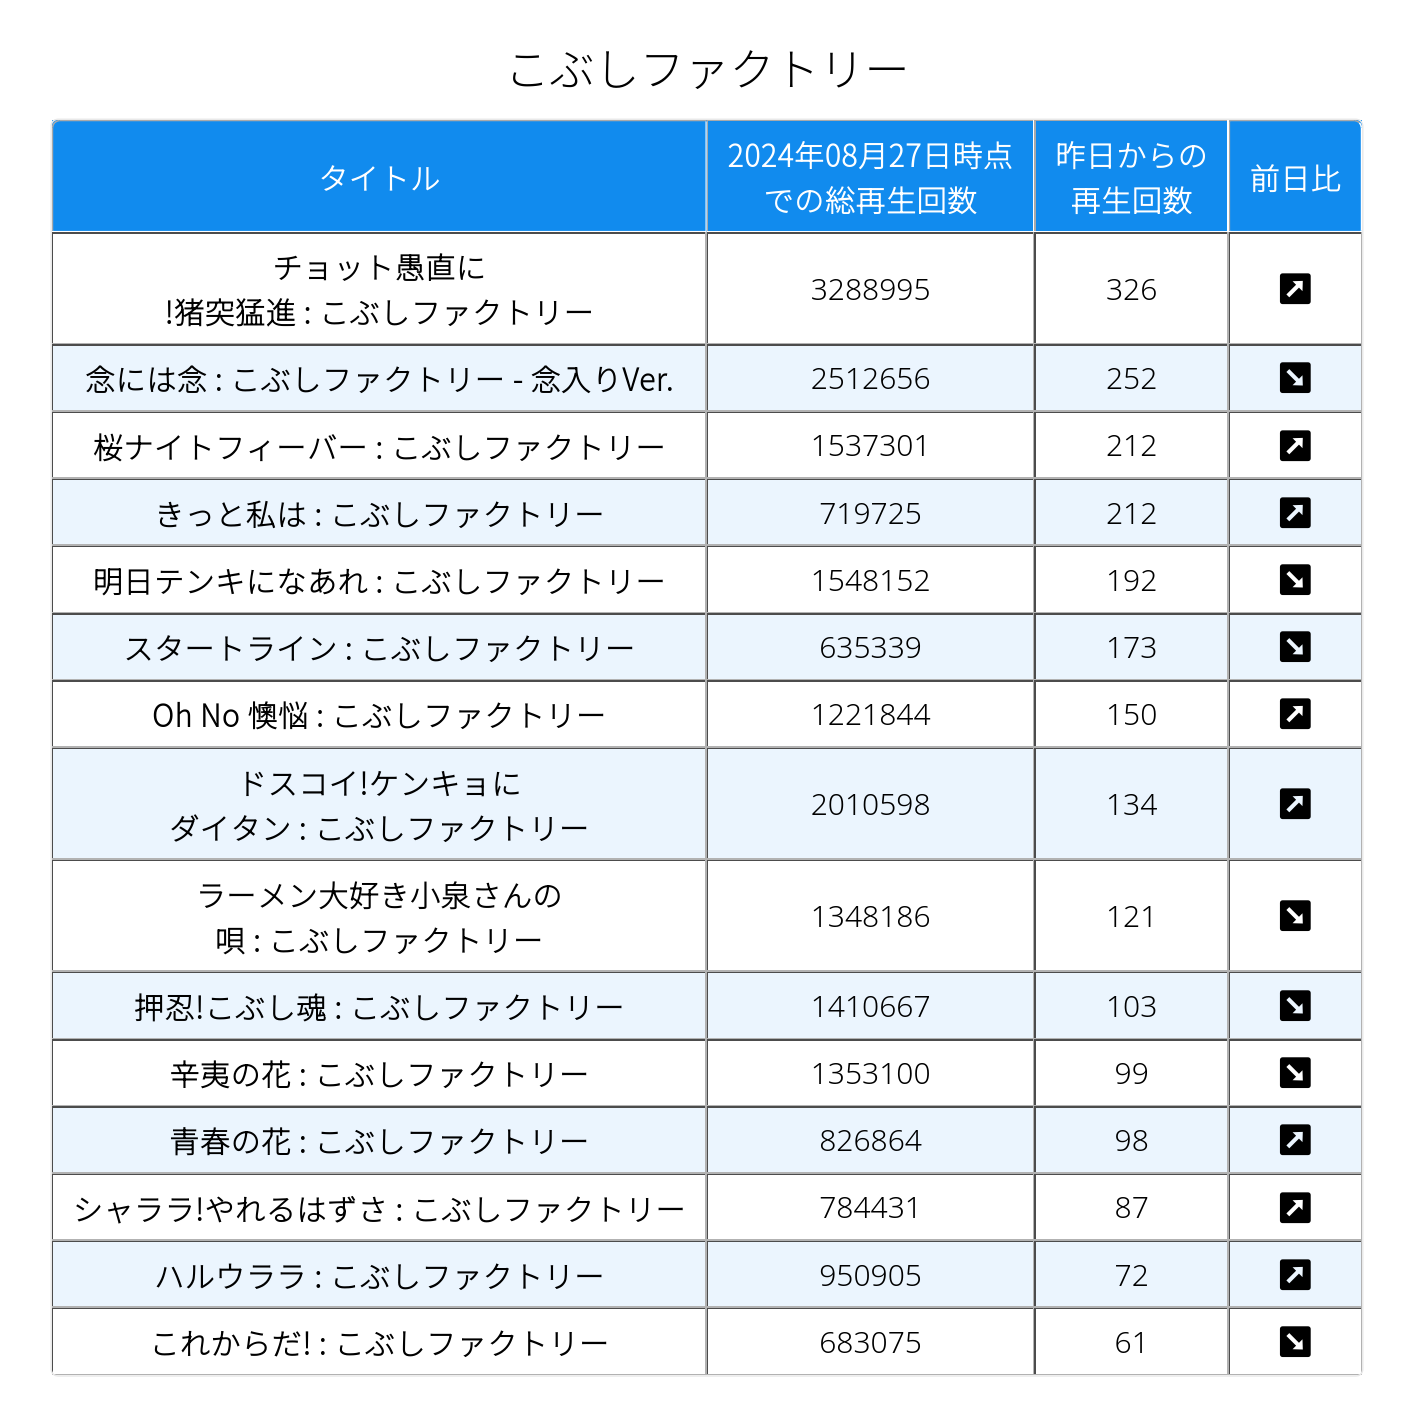 こぶしファクトリー
タイトル
2024年08月27日時点
での総再生回数
昨日からの
再生回数
前日比
チョット愚直に
!猪突猛進 : こぶしファクトリー
3288995
326
念には念 : こぶしファクトリー - 念入りVer.
2512656
252
桜ナイトフィーバー : こぶしファクトリー
1537301
212
きっと私は : こぶしファクトリー
719725
212
明日テンキになあれ : こぶしファクトリー
1548152
192
スタートライン : こぶしファクトリー
635339
173
Oh No 懊悩 : こぶしファクトリー
1221844
150
ドスコイ!ケンキョに
ダイタン : こぶしファクトリー
2010598
134
ラーメン大好き小泉さんの
唄 : こぶしファクトリー
1348186
121
押忍!こぶし魂 : こぶしファクトリー
1410667
103
辛夷の花 : こぶしファクトリー
1353100
99
青春の花 : こぶしファクトリー
826864
98
シャララ!やれるはずさ : こぶしファクトリー
784431
87
ハルウララ : こぶしファクトリー
950905
72
これからだ! : こぶしファクトリー
683075
61